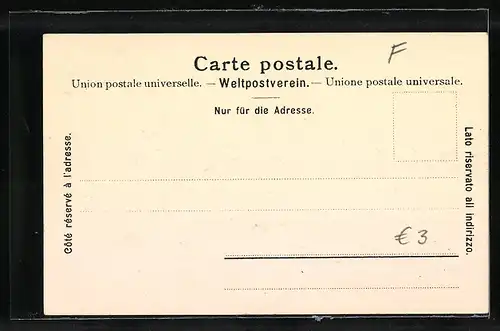 F
Carte postale.
Union postale universelle. — Weltpostverein. — Unione postale universale.
Nur für die Adresse.
Côté réservé à l'adresse.
Lato riservato all indirizzo.
€ 3